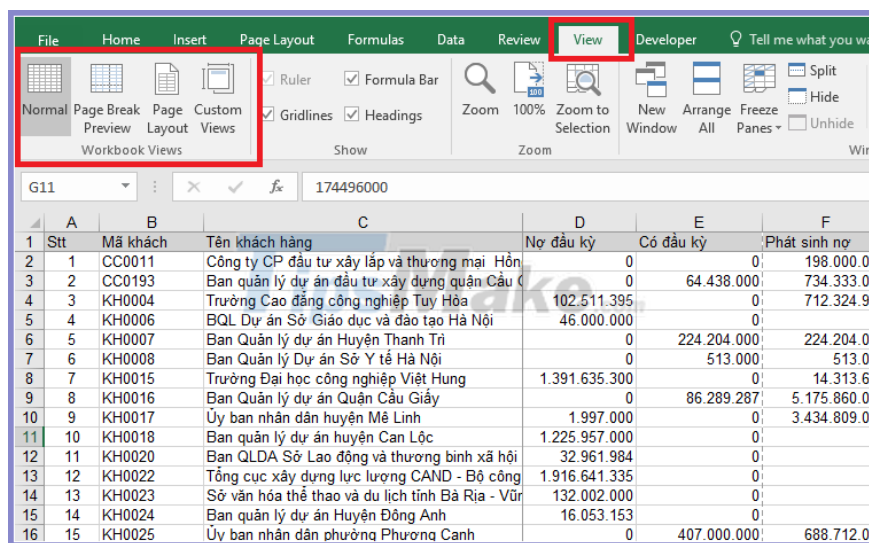 File Home Insert Page Layout Formulas Data Review View Developer Tell me what you wa
Normal Page Break Preview Page Layout Custom Views
Workbook Views
Ruler Formula Bar
Gridlines Headings
Show
Zoom 100% Zoom to Selection
Zoom
New Window Arrange All Freeze Panes
Split
Hide
Unhide
Win
G11 fx 174496000
A B C D E F
1 Stt Mã khách Tên khách hàng Nợ đầu kỳ Có đầu kỳ Phát sinh nợ
2 1 CC0011 Công ty CP đầu tư xây lắp và thương mại Hồn 0 0 198.000.0
3 2 CC0193 Ban quản lý dự án đầu tư xây dựng quận Cầu 0 64.438.000 734.333.0
4 3 KH0004 Trường Cao đẳng công nghiệp Tuy Hòa 102.511.395 0 712.324.9
5 4 KH0006 BQL Dự án Sở Giáo dục và đào tạo Hà Nội 46.000.000 0
6 5 KH0007 Ban Quản lý dự án Huyện Thanh Trì 0 224.204.000 224.204.0
7 6 KH0008 Ban Quản lý Dự án Sở Y tế Hà Nội 0 513.000 513.0
8 7 KH0015 Trường Đại học công nghiệp Việt Hung 1.391.635.300 0 14.313.6
9 8 KH0016 Ban Quản lý dự án Quận Cầu Giấy 0 86.289.287 5.175.860.0
10 9 KH0017 Ủy ban nhân dân huyện Mê Linh 1.997.000 0 3.434.809.0
11 10 KH0018 Ban quản lý dự án huyện Can Lộc 1.225.957.000 0
12 11 KH0020 Ban QLDA Sở Lao động và thương binh xã hội 32.961.984 0
13 12 KH0022 Tổng cục xây dựng lực lượng CAND - Bộ công 1.916.641.335 0
14 13 KH0023 Sở văn hóa thể thao và du lịch tỉnh Bà Rịa - Vũn 132.002.000 0
15 14 KH0024 Ban quản lý dự án Huyện Đông Anh 16.053.153 0
16 15 KH0025 Ủy ban nhân dân phường Phương Canh 0 407.000.000 688.712.0
TipsMake.com